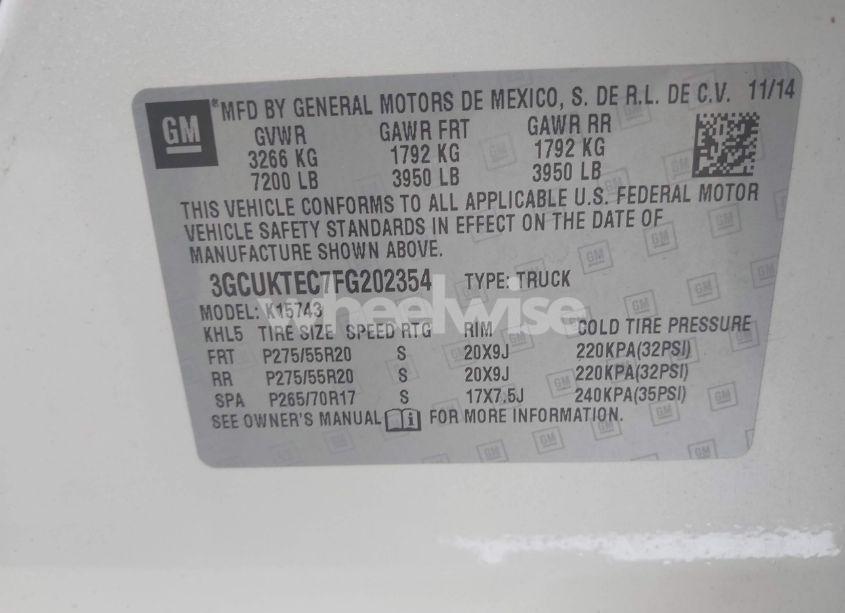 GM
MFD BY GENERAL MOTORS DE MEXICO, S. DE R.L. DE C.V. 11/14
GVWR GAWR FRT GAWR RR
3266 KG 1792 KG 1792 KG
7200 LB 3950 LB 3950 LB
THIS VEHICLE CONFORMS TO ALL APPLICABLE U.S. FEDERAL MOTOR
VEHICLE SAFETY STANDARDS IN EFFECT ON THE DATE OF
MANUFACTURE SHOWN ABOVE.
3GCUKTEC7FG202354 TYPE: TRUCK
wheelwise
MODEL: K15743
KHL5 TIRE SIZE SPEED RTG RIM COLD TIRE PRESSURE
FRT P275/55R20 S 20X9J 220KPA(32PSI)
RR P275/55R20 S 20X9J 220KPA(32PSI)
SPA P265/70R17 S 17X7.5J 240KPA(35PSI)
SEE OWNER'S MANUAL FOR MORE INFORMATION.